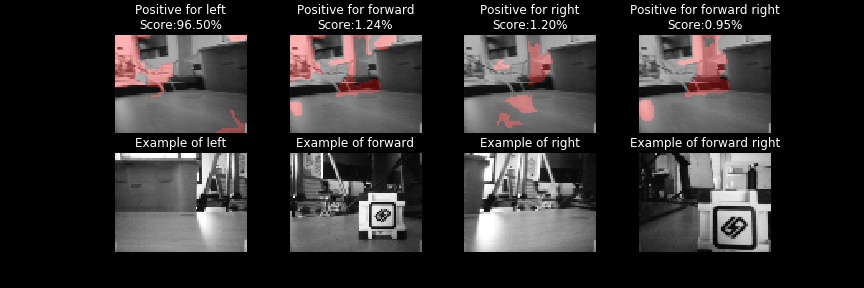 Positive for left
Score:96.50%
Positive for forward
Score:1.24%
Positive for right
Score:1.20%
Positive for forward right
Score:0.95%
Example of left
Example of forward
Example of right
Example of forward right